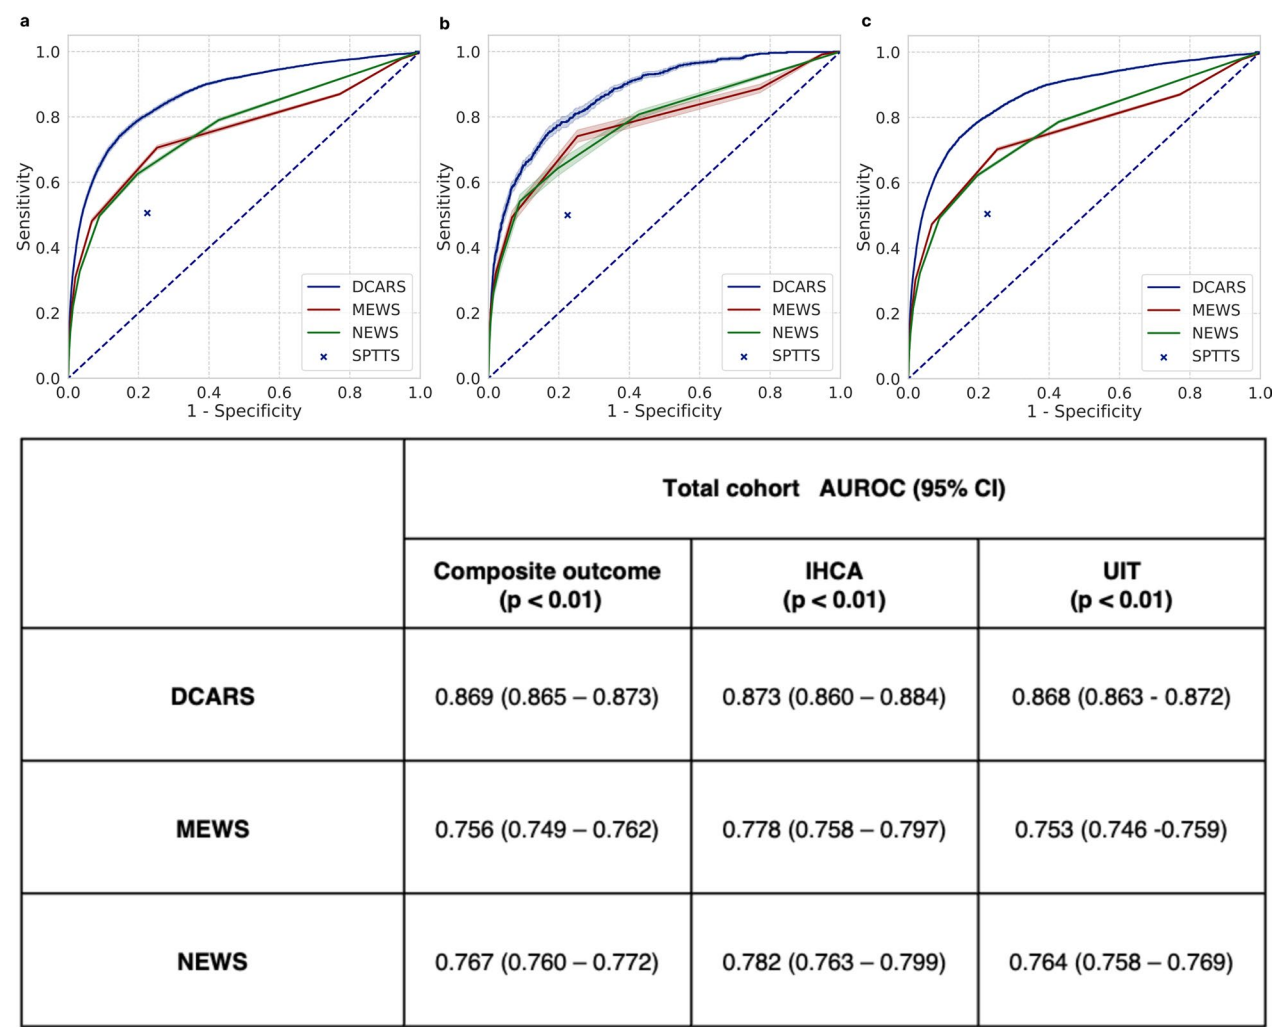 a
1.0
0.8
0.6
0.4
0.2
0.0
Sensitivity
0.0 0.2 0.4 0.6 0.8 1.0
1 - Specificity
DCARS
MEWS
NEWS
SPTTS
b
1.0
0.8
0.6
0.4
0.2
0.0
Sensitivity
0.0 0.2 0.4 0.6 0.8 1.0
1 - Specificity
DCARS
MEWS
NEWS
SPTTS
c
1.0
0.8
0.6
0.4
0.2
0.0
Sensitivity
0.0 0.2 0.4 0.6 0.8 1.0
1 - Specificity
DCARS
MEWS
NEWS
SPTTS
Total cohort AUROC (95% CI)
Composite outcome
(p < 0.01)
IHCA
(p < 0.01)
UIT
(p < 0.01)
DCARS 0.869 (0.865 – 0.873) 0.873 (0.860 – 0.884) 0.868 (0.863 - 0.872)
MEWS 0.756 (0.749 – 0.762) 0.778 (0.758 – 0.797) 0.753 (0.746 -0.759)
NEWS 0.767 (0.760 – 0.772) 0.782 (0.763 – 0.799) 0.764 (0.758 – 0.769)